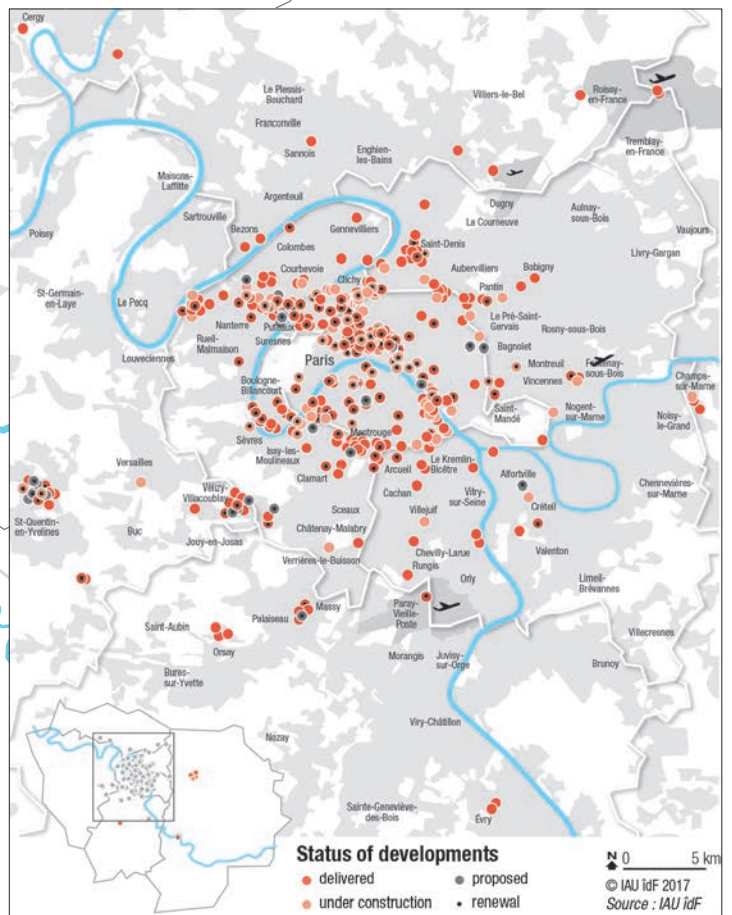 Cergy
Le Plessis-
Bouchard
Villiers-le-Bel
Roissy-
en-France
Franconville
Sannois
Enghien-
les-Bains
Tremblay-
en-France
Maisons-
Laffitte
Argenteuil
Dugny
Aulnay-
sous-Bois
Sartrouville
La Courneuve
Poissy
Bezons
Gennevilliers
Vaujours
Colombes
Saint-Denis
Livry-Gargan
Courbevoie
Clichy
Aubervilliers
Bobigny
St-Germain-
en-Laye
Le Pecq
Pantin
Nanterre
Puteaux
Le Pré-Saint-
Gervais
Rosny-sous-Bois
Rueil-
Malmaison
Suresnes
Bagnolet
Louveciennes
Paris
Montreuil
Fontenay-
sous-Bois
Champs-
sur-Marne
Boulogne-
Billancourt
Vincennes
Saint-
Mandé
Nogent-
sur-Marne
Noisy-
le-Grand
Sèvres
Montrouge
Issy-les-
Moulineaux
Versailles
Clamart
Arcueil
Le Kremlin-
Bicêtre
Alfortville
Chennevières-
sur-Marne
Vélizy-
Villacoublay
Cachan
Vitry-
sur-Seine
St-Quentin-
en-Yvelines
Sceaux
Villejuif
Créteil
Buc
Châtenay-Malabry
Jouy-en-Josas
Chevilly-Larue
Valenton
Verrières-le-Buisson
Rungis
Orly
Limeil-
Brévannes
Massy
Palaiseau
Paray-
Vieille-
Poste
Saint-Aubin
Villecresnes
Orsay
Morangis
Juvisy-
sur-Orge
Brunoy
Bures-
sur-Yvette
Viry-Châtillon
Nozay
Sainte-Geneviève-
des-Bois
Évry
Status of developments
delivered
proposed
under construction
renewal
N
0 5 km
© IAU îdF 2017
Source : IAU îdF